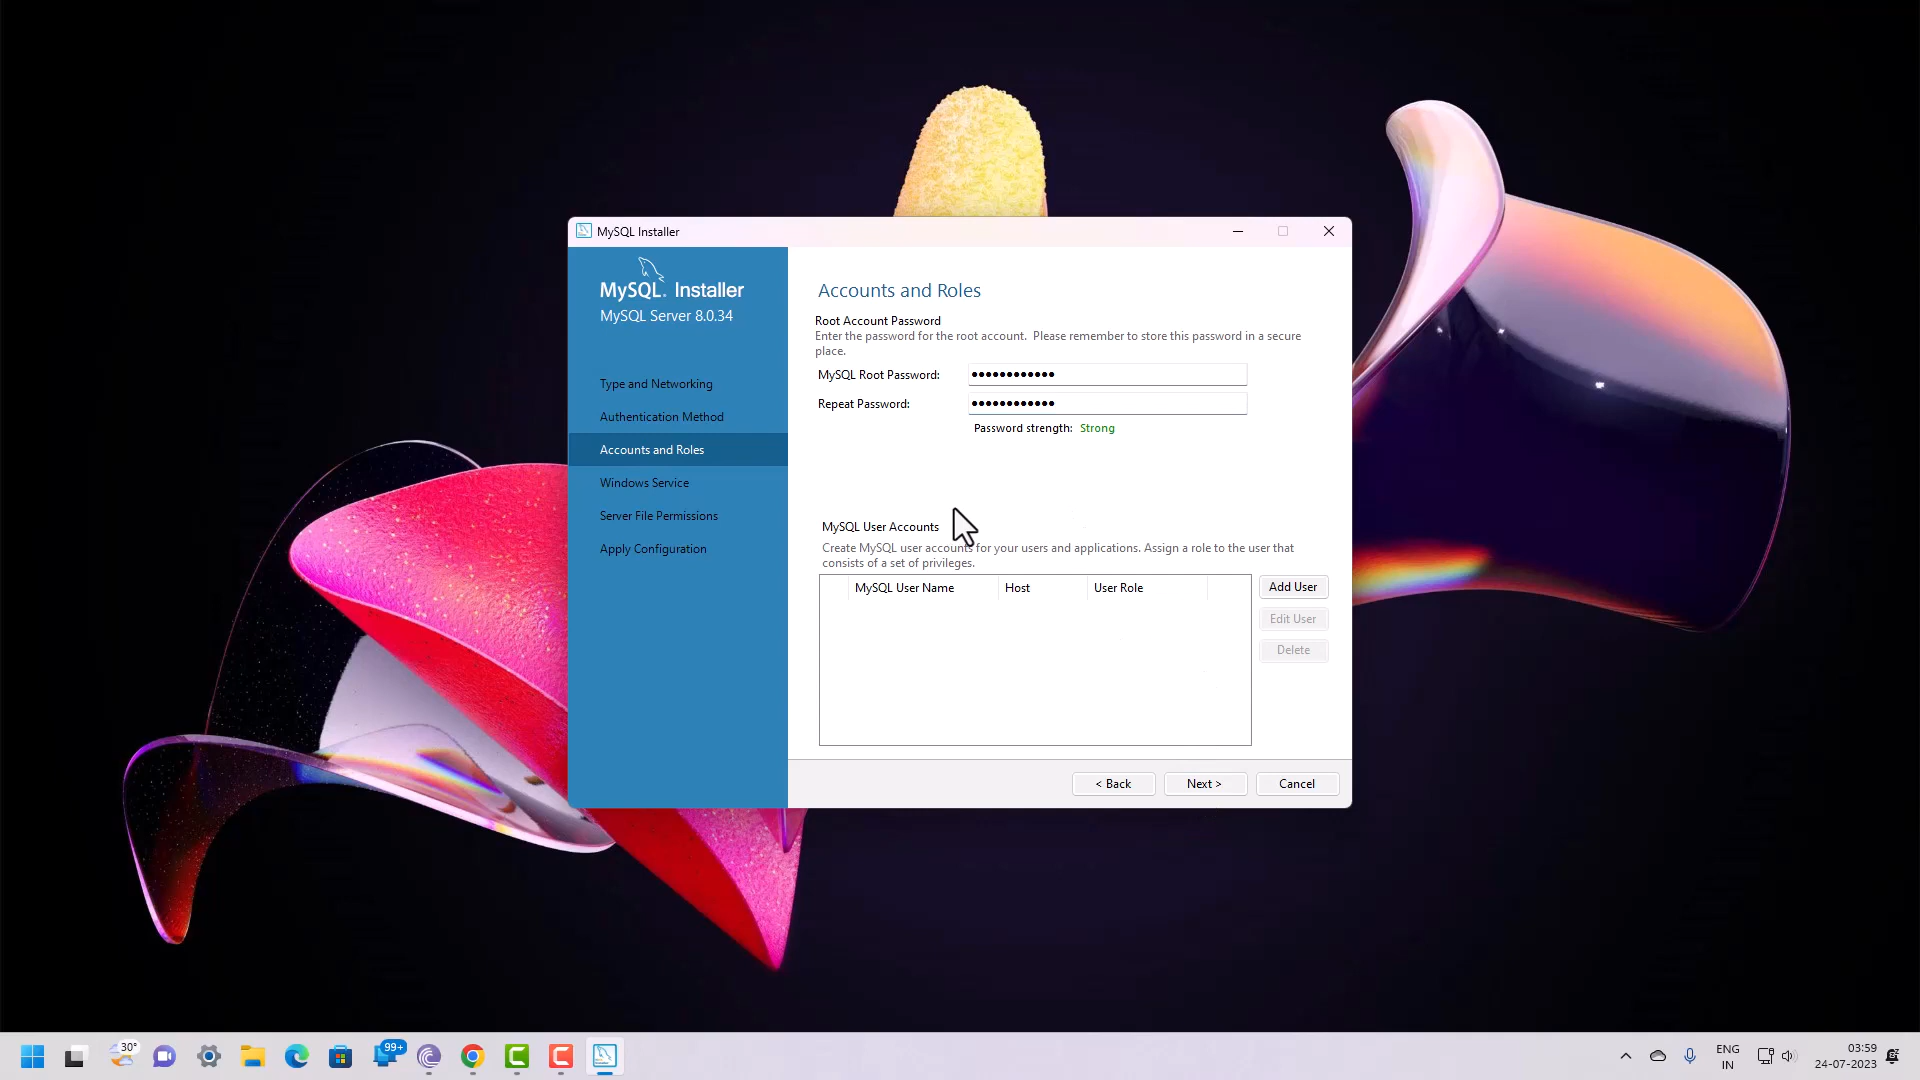 MySQL Installer
MySQL. Installer
MySQL Server 8.0.34
Type and Networking
Authentication Method
Accounts and Roles
Windows Service
Server File Permissions
Apply Configuration
Accounts and Roles
Root Account Password
Enter the password for the root account. Please remember to store this password in a secure
place.
MySQL Root Password: ●●●●●●●●●●●●
Repeat Password: ●●●●●●●●●●●●
Password strength: Strong
MySQL User Accounts
Create MySQL user accounts for your users and applications. Assign a role to the user that
consists of a set of privileges.
MySQL User Name Host User Role
Add User
Edit User
Delete
< Back Next > Cancel
30°
99+
ENG
IN
03:59
24-07-2023